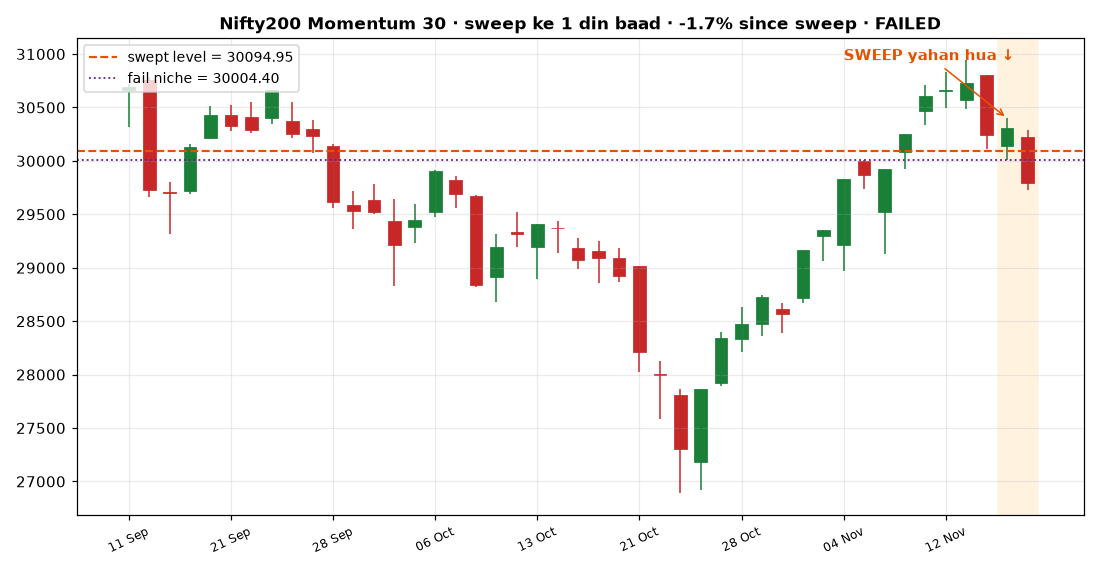 Nifty200 Momentum 30 · sweep ke 1 din baad · -1.7% since sweep · FAILED
swept level = 30094.95
fail niche = 30004.40
SWEEP yahan hua ↓
31000
30500
30000
29500
29000
28500
28000
27500
27000
11 Sep
21 Sep
28 Sep
06 Oct
13 Oct
21 Oct
28 Oct
04 Nov
12 Nov